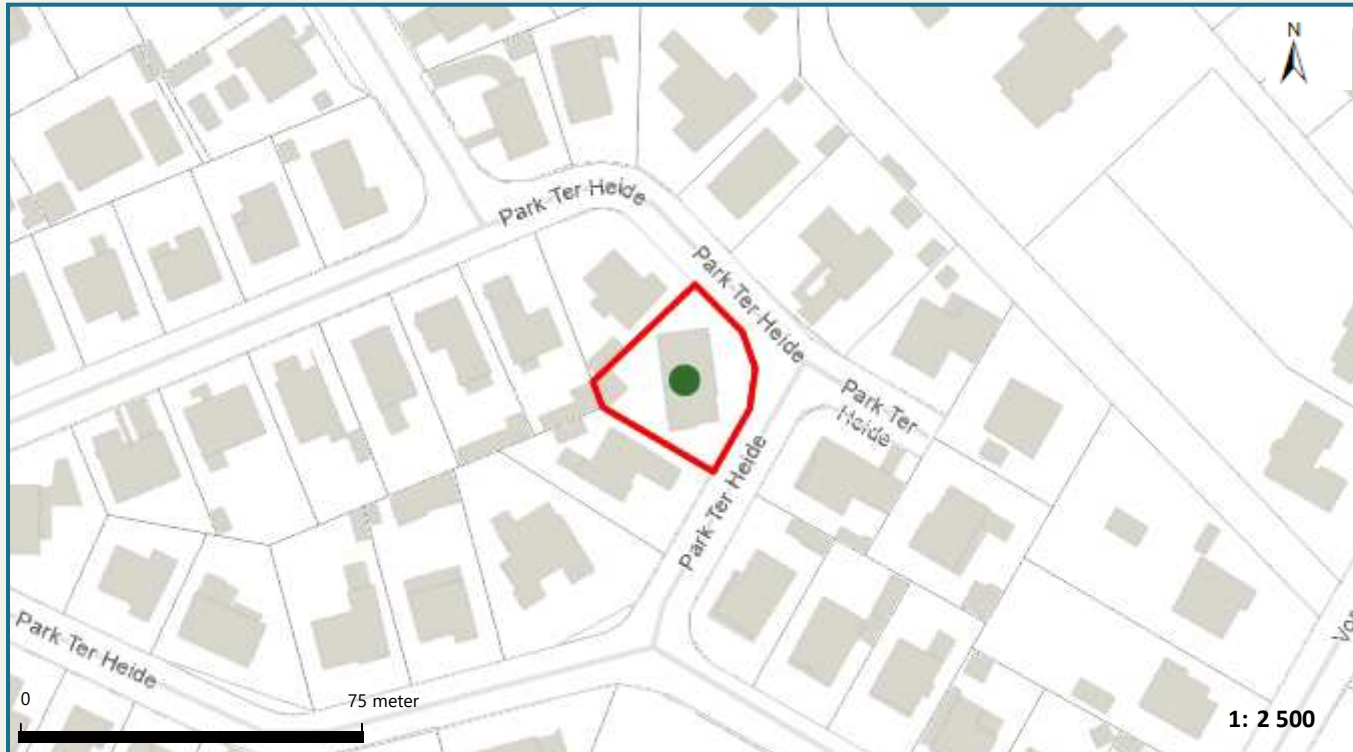 N
Park Ter Heide
Park Ter Heide
Park Ter
Heide
Park Ter Heide
Park Ter Heide
Vor
0
75 meter
1: 2 500